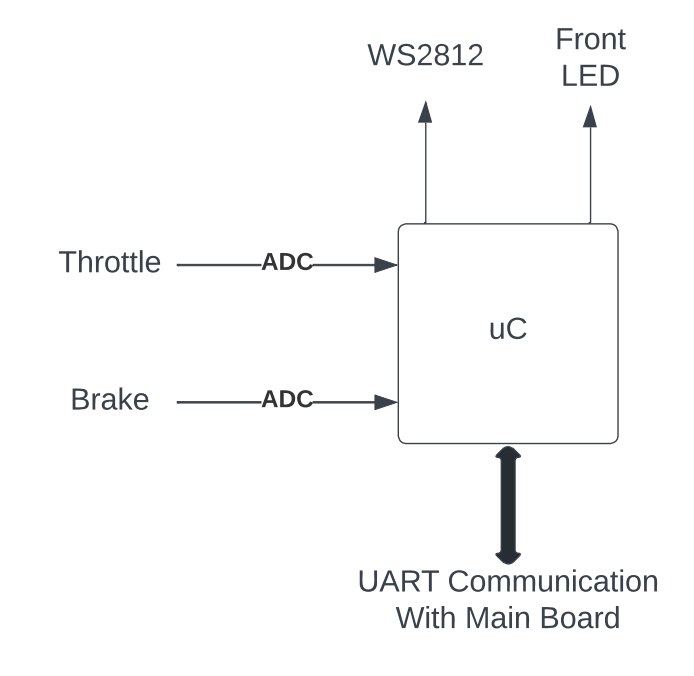 WS2812
Front
LED
Throttle
ADC
uC
Brake
ADC
UART Communication
With Main Board